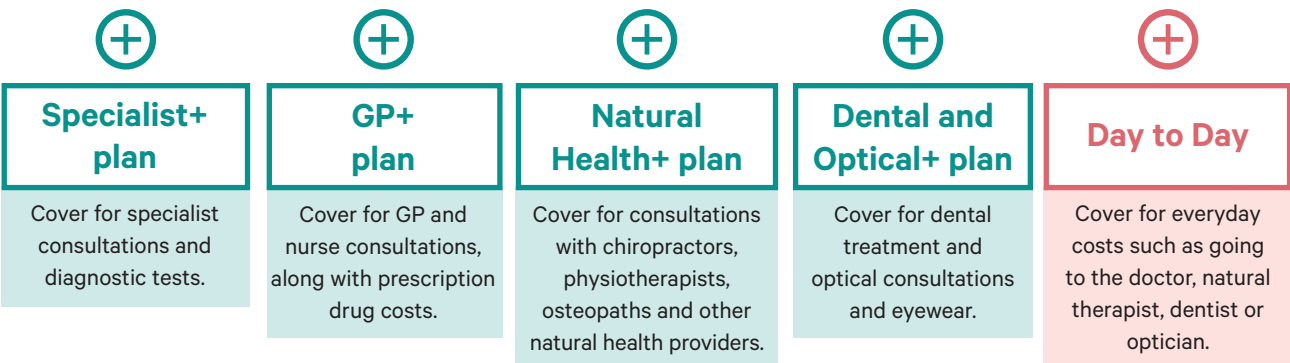 Specialist+
plan
Cover for specialist
consultations and
diagnostic tests.
GP+
plan
Cover for GP and
nurse consultations,
along with prescription
drug costs.
Natural
Health+ plan
Cover for consultations
with chiropractors,
physiotherapists,
osteopaths and other
natural health providers.
Dental and
Optical+ plan
Cover for dental
treatment and
optical consultations
and eyewear.
Day to Day
Cover for everyday
costs such as going
to the doctor, natural
therapist, dentist or
optician.